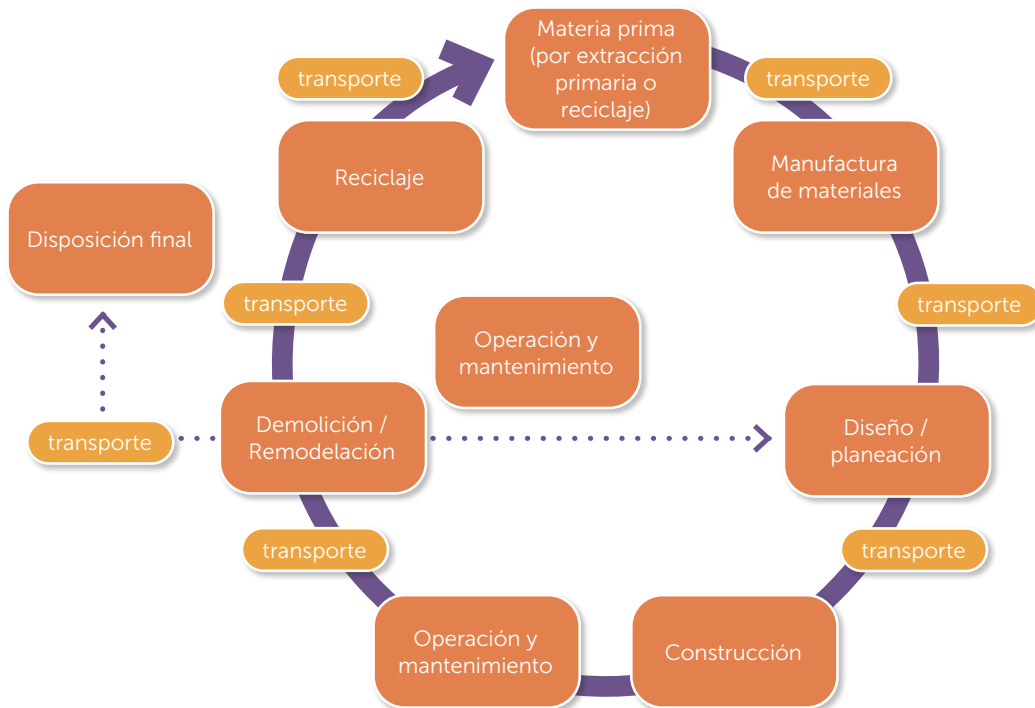 Materia prima
(por extracción
primaria o
reciclaje)
transporte
transporte
Reciclaje
Manufactura
de materiales
Disposición final
transporte
transporte
Operación y
mantenimiento
transporte
Demolición /
Remodelación
Diseño /
planeación
transporte
transporte
Operación y
mantenimiento
Construcción